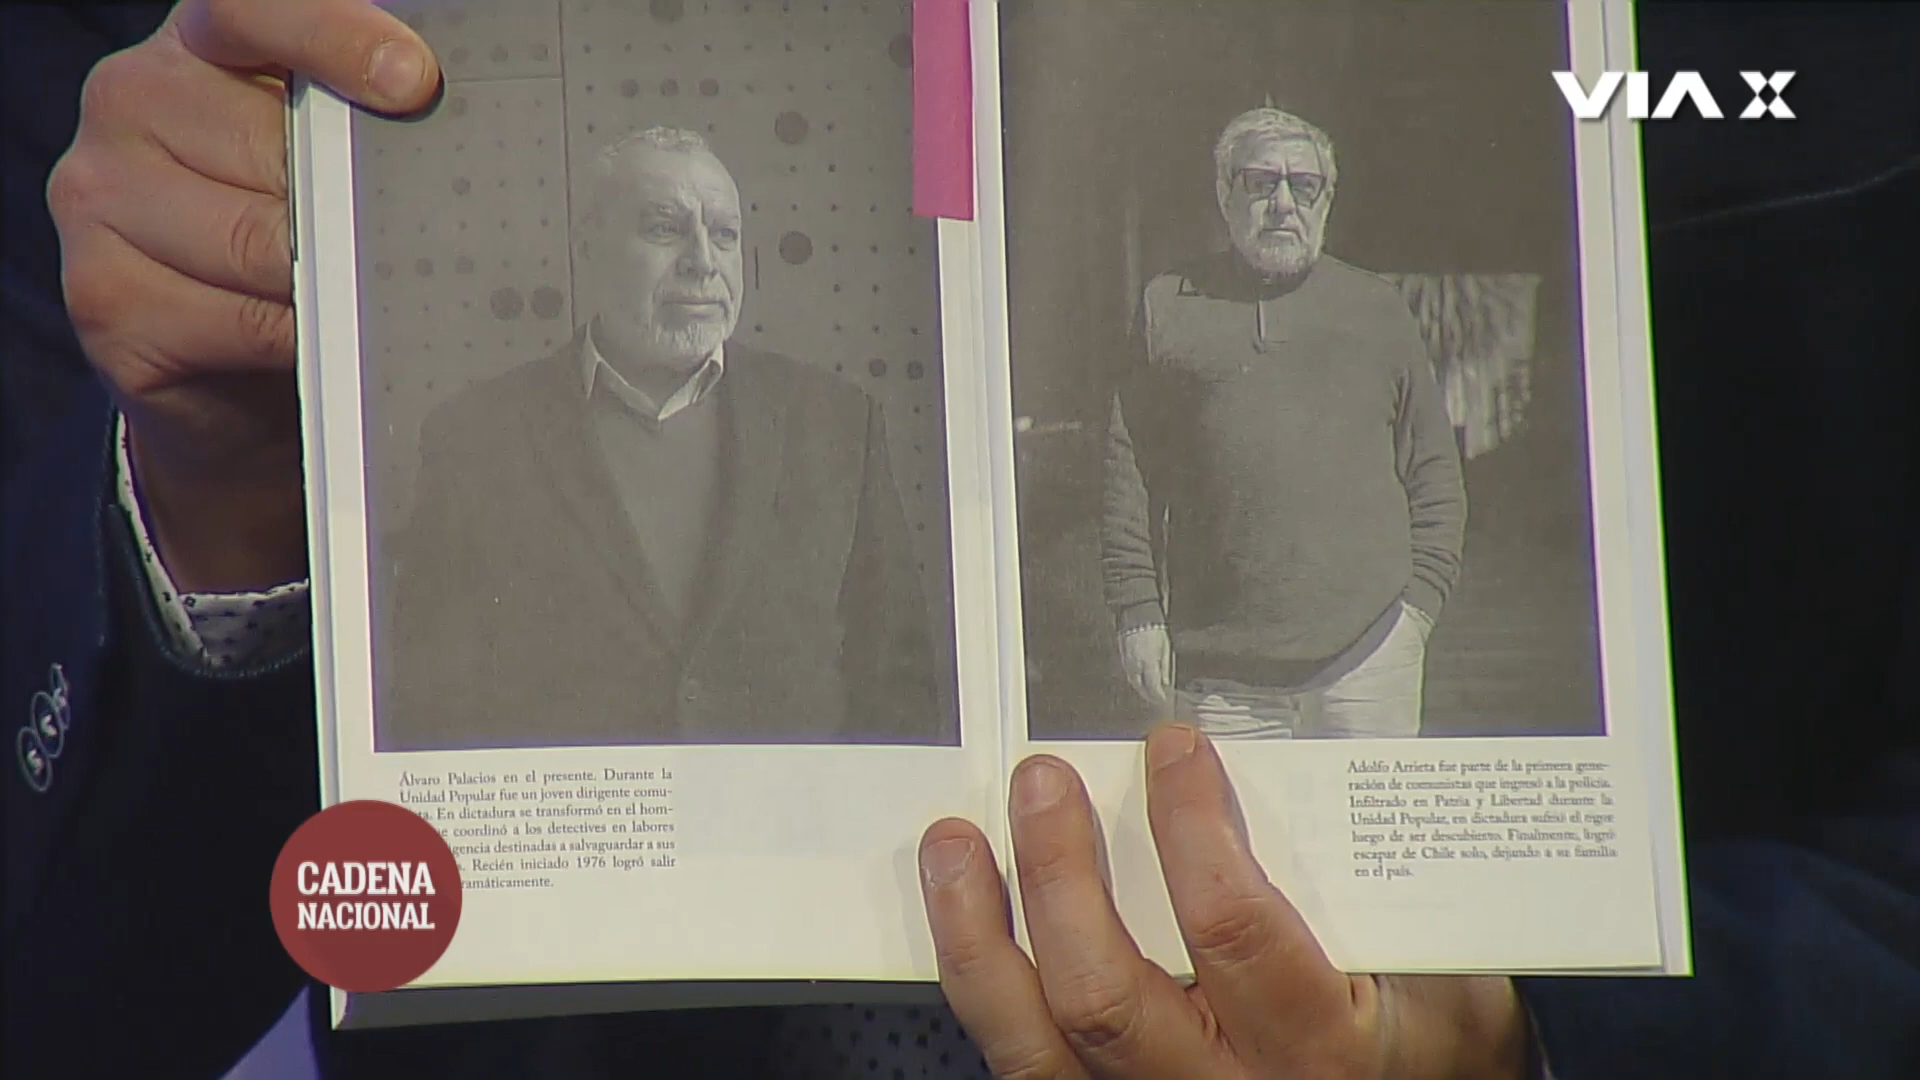 VIA X
Álvaro Palacios en el presente. Durante la
Unidad Popular fue un joven dirigente comu-
ta. En dictadura se transformó en el hom-
e coordinó a los detectives en labores
igencia destinadas a salvaguardar a sus
s. Recién iniciado 1976 logró salir
ramáticamente.
Adolfo Arrieta fue parte de la primera gene-
ración de comunistas que ingresó a la policía.
Infiltrado en Patria y Libertad durante la
Unidad Popular, en dictadura sufrió el rigor
luego de ser descubierto. Finalmente, logró
escapar de Chile solo, dejando a su familia
en el país.
CADENA
NACIONAL